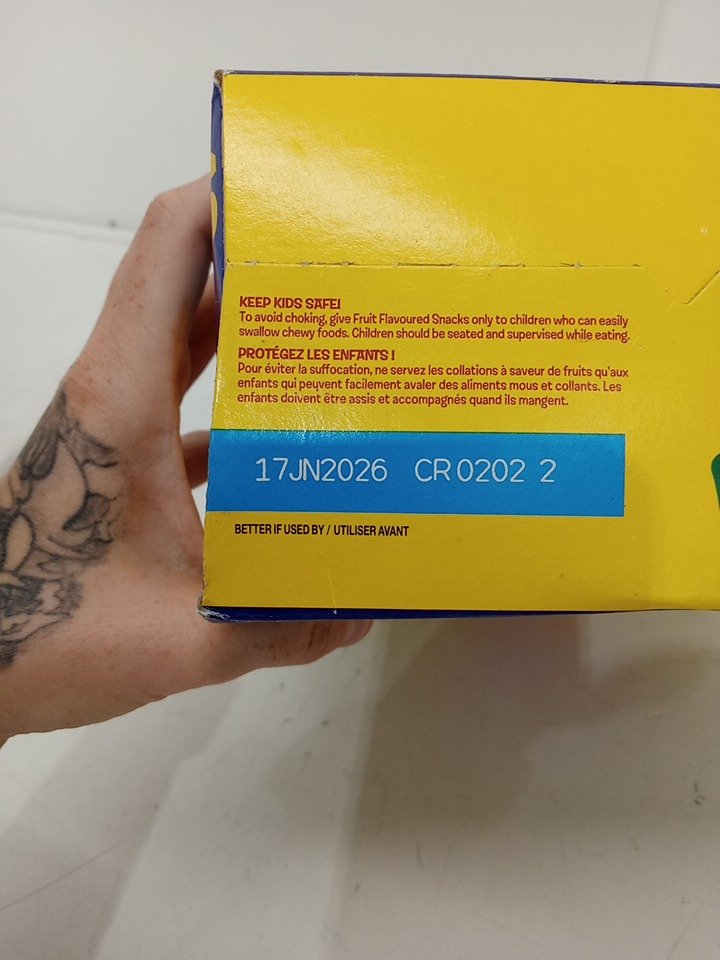 KEEP KIDS SAFE!
To avoid choking, give Fruit Flavoured Snacks only to children who can easily
swallow chewy foods. Children should be seated and supervised while eating.
PROTÉGEZ LES ENFANTS !
Pour éviter la suffocation, ne servez les collations à saveur de fruits qu'aux
enfants qui peuvent facilement avaler des aliments mous et collants. Les
enfants doivent être assis et accompagnés quand ils mangent.
17JN2026 CR0202 2
BETTER IF USED BY / UTILISER AVANT